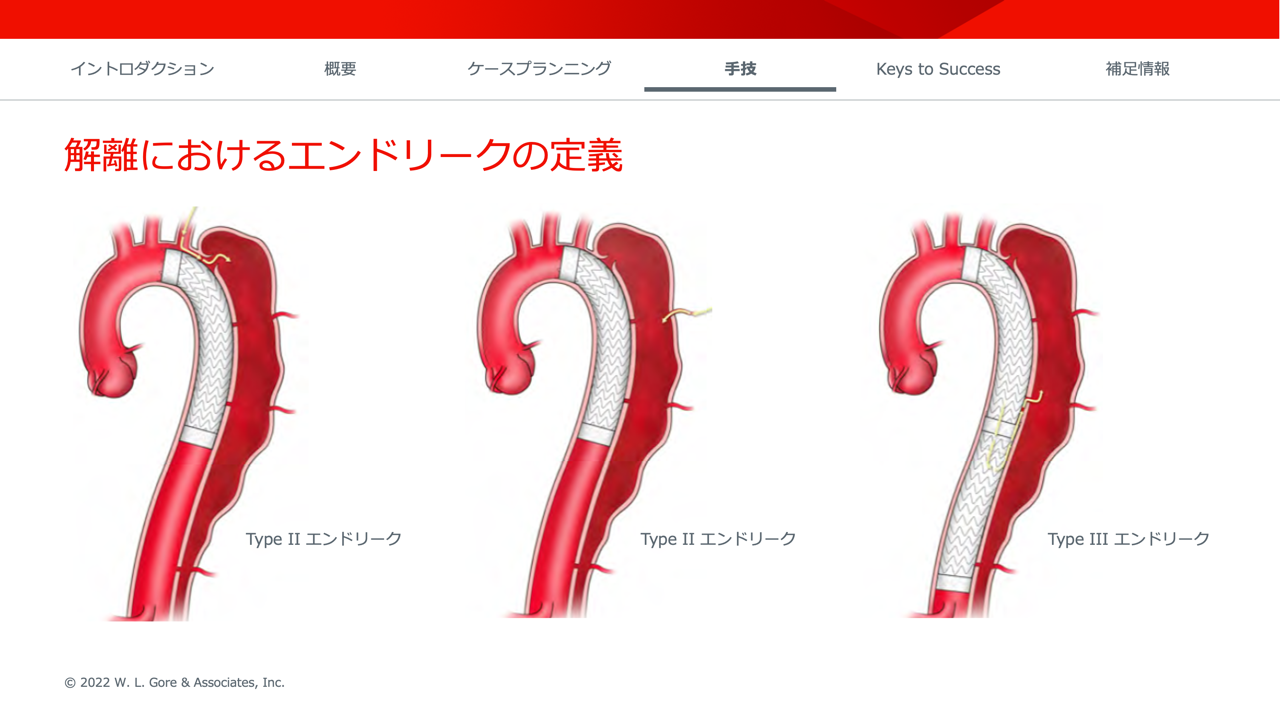 イントロダクション
概要
ケースプランニング
手技
Keys to Success
補足情報
解離におけるエンドリークの定義
Type II エンドリーク
Type II エンドリーク
Type III エンドリーク
© 2022 W. L. Gore & Associates, Inc.